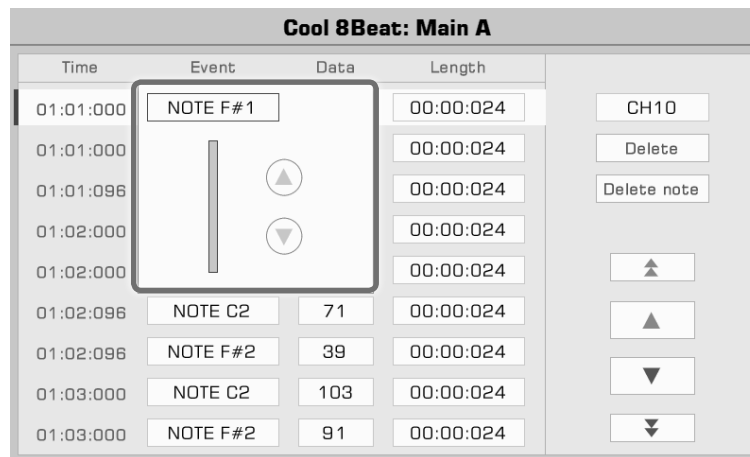 Cool 8Beat: Main A
Time Event Data Length
01:01:000 NOTE F#1 00:00:024 CH10
01:01:000 00:00:024 Delete
01:01:096 00:00:024 Delete note
01:02:000 00:00:024
01:02:000 00:00:024
01:02:096 NOTE C2 71 00:00:024
01:02:096 NOTE F#2 39 00:00:024
01:03:000 NOTE C2 103 00:00:024
01:03:000 NOTE F#2 91 00:00:024